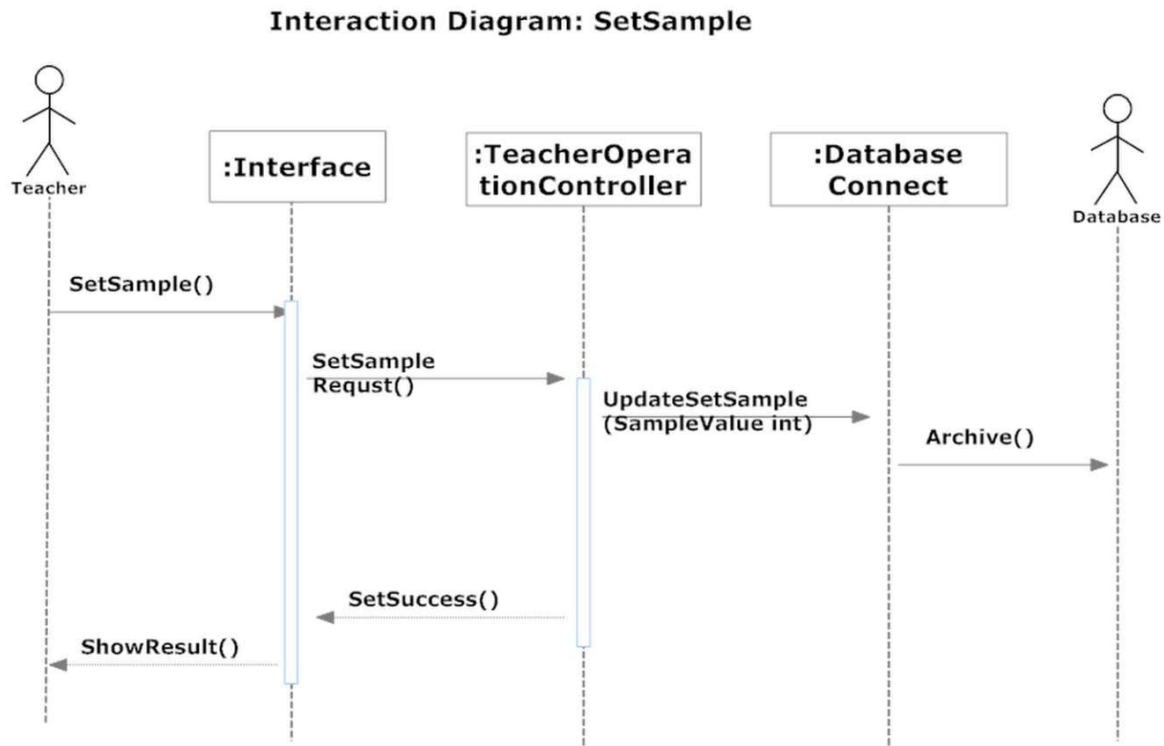 Interaction Diagram: SetSample
Teacher
:Interface
:TeacherOpera
tionController
:Database
Connect
Database
SetSample()
SetSample
Requst()
UpdateSetSample
(SampleValue int)
Archive()
SetSuccess()
ShowResult()